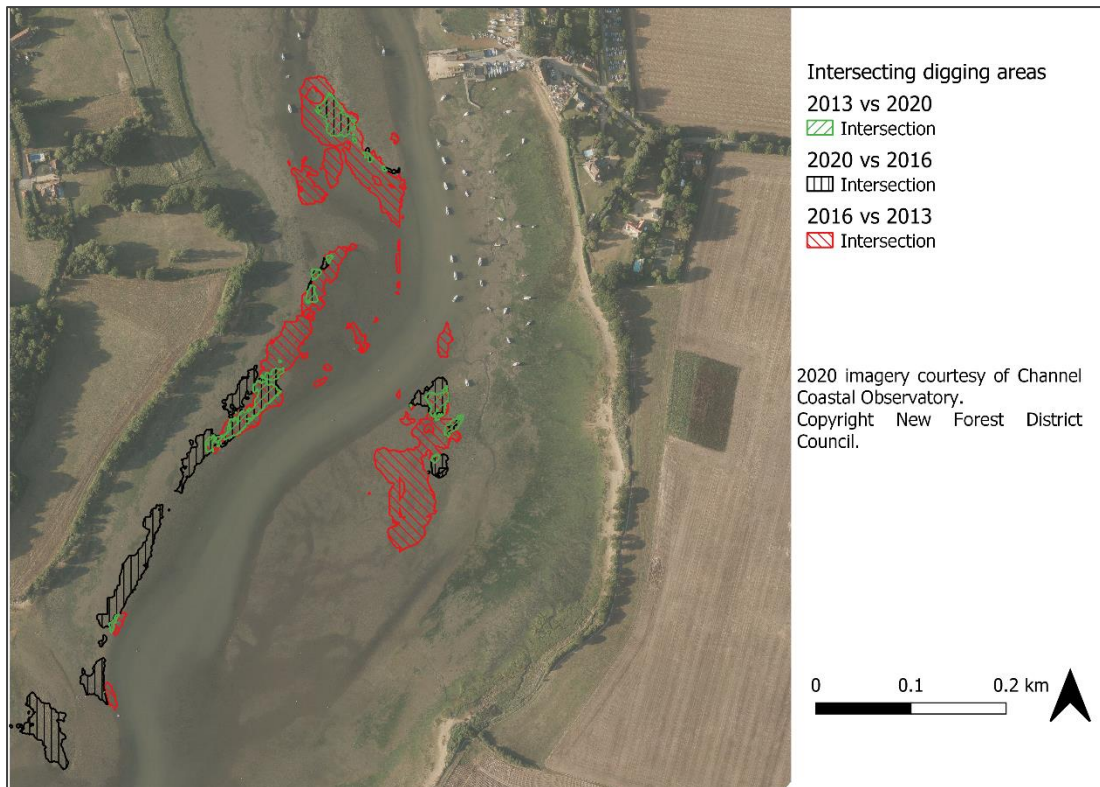 Intersecting digging areas
2013 vs 2020
Intersection
2020 vs 2016
Intersection
2016 vs 2013
Intersection
2020 imagery courtesy of Channel
Coastal Observatory.
Copyright New Forest District
Council.
0 0.1 0.2 km